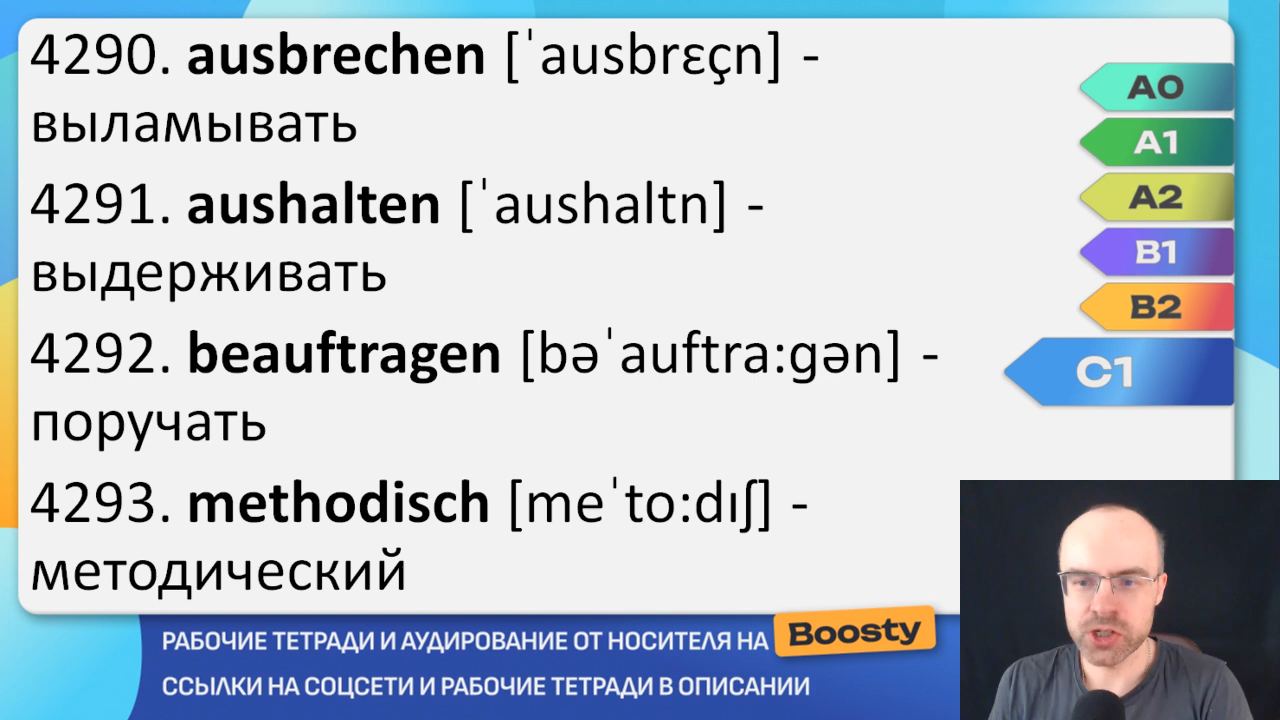 4290. ausbrechen [ˈausbrɛçn] -
выламывать
4291. aushalten [ˈaushaltn] -
выдерживать
4292. beauftragen [bəˈauftra:gən] -
поручать
4293. methodisch [meˈto:dɪʃ] -
методический
A0
A1
A2
B1
B2
C1
РАБОЧИЕ ТЕТРАДИ И АУДИРОВАНИЕ ОТ НОСИТЕЛЯ НА Boosty
ССЫЛКИ НА СОЦСЕТИ И РАБОЧИЕ ТЕТРАДИ В ОПИСАНИИ